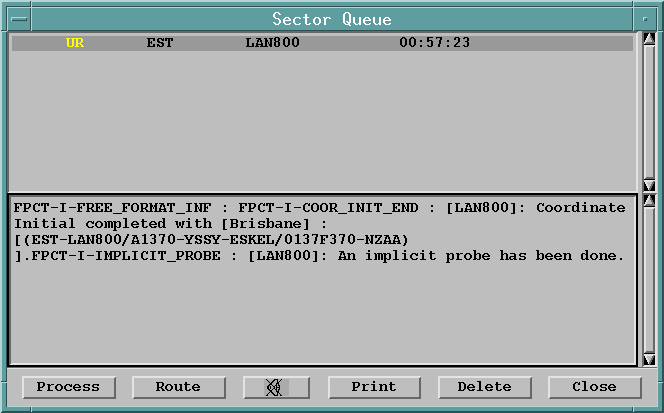 Sector Queue
UR EST LAN800 00:57:23
FPCT-I-FREE_FORMAT_INF : FPCT-I-COOR_INIT_END : [LAN800]: Coordinate
Initial completed with [Brisbane] :
[(EST-LAN800/A1370-YSSY-ESKEL/0137F370-NZAA)
].FPCT-I-IMPLICIT_PROBE : [LAN800]: An implicit probe has been done.
Process Route Print Delete Close